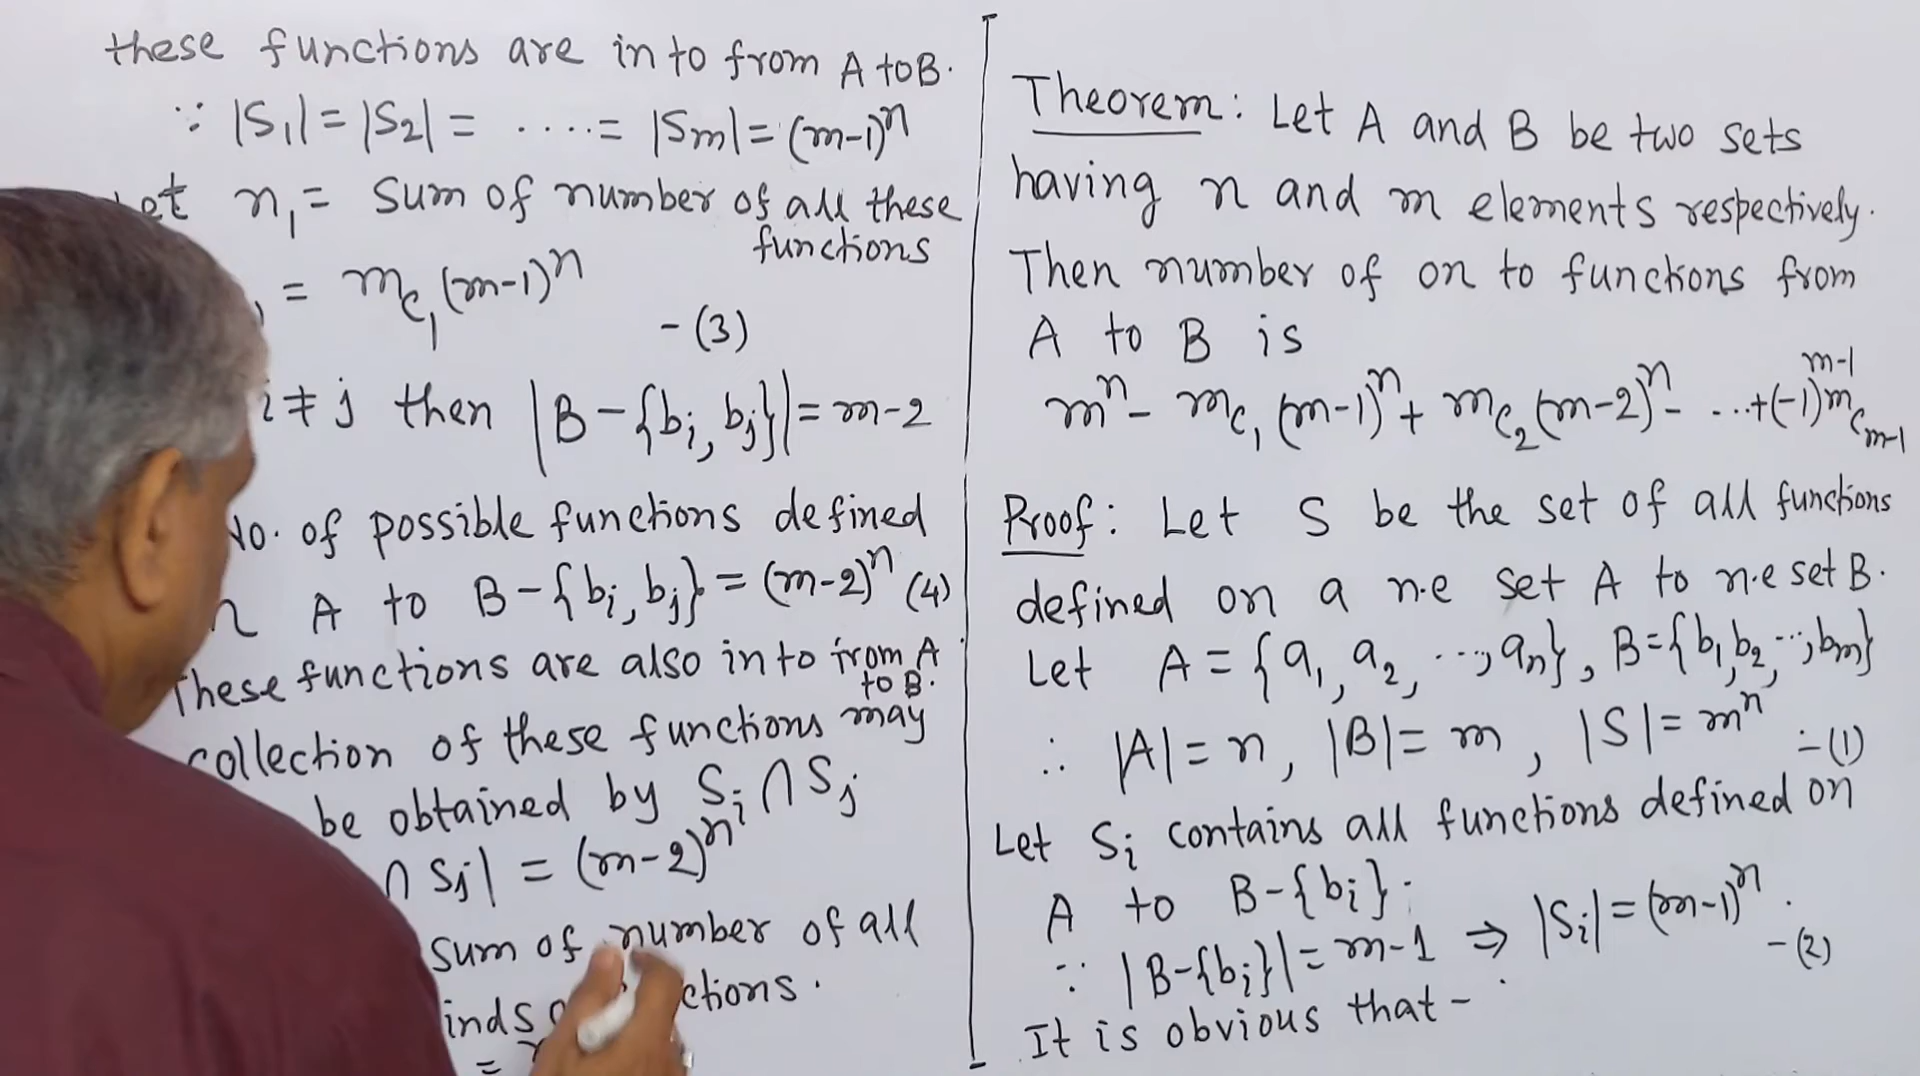 these functions are in to from A to B.
∵ |S₁| = |S₂| = ....= |Sm| = (m-1)ⁿ
Let n₁ = Sum of number of all these
functions
= mc₁ (m-1)ⁿ
-(3)
i ≠ j then |B-{bi, bj}| = m-2
No. of possible functions defined
A to B-{bi, bj} = (m-2)ⁿ (4)
These functions are also in to from A
to B.
collection of these functions may
be obtained by Si ∩ Sj
∩ Sj| = (m-2)ⁿ
sum of number of all
=
Theorem: Let A and B be two sets
having n and m elements respectively.
Then number of on to functions from
A to B is
mⁿ- mc₁ (m-1)ⁿ + mc₂ (m-2)ⁿ- ...+(-1)ᵐ⁻¹ mcm-1
Proof: Let S be the set of all functions
defined on a n.e set A to n.e set B.
Let A = {a₁, a₂, ..., an}, B={b₁, b₂, ..., bm}
∴ |A| = n, |B| = m, |S| = mⁿ -(1)
Let Si contains all functions defined on
A to B-{bi}.
∵ |B-{bi}| = m-1 ⇒ |Si| = (m-1)ⁿ. -(2)
It is obvious that -